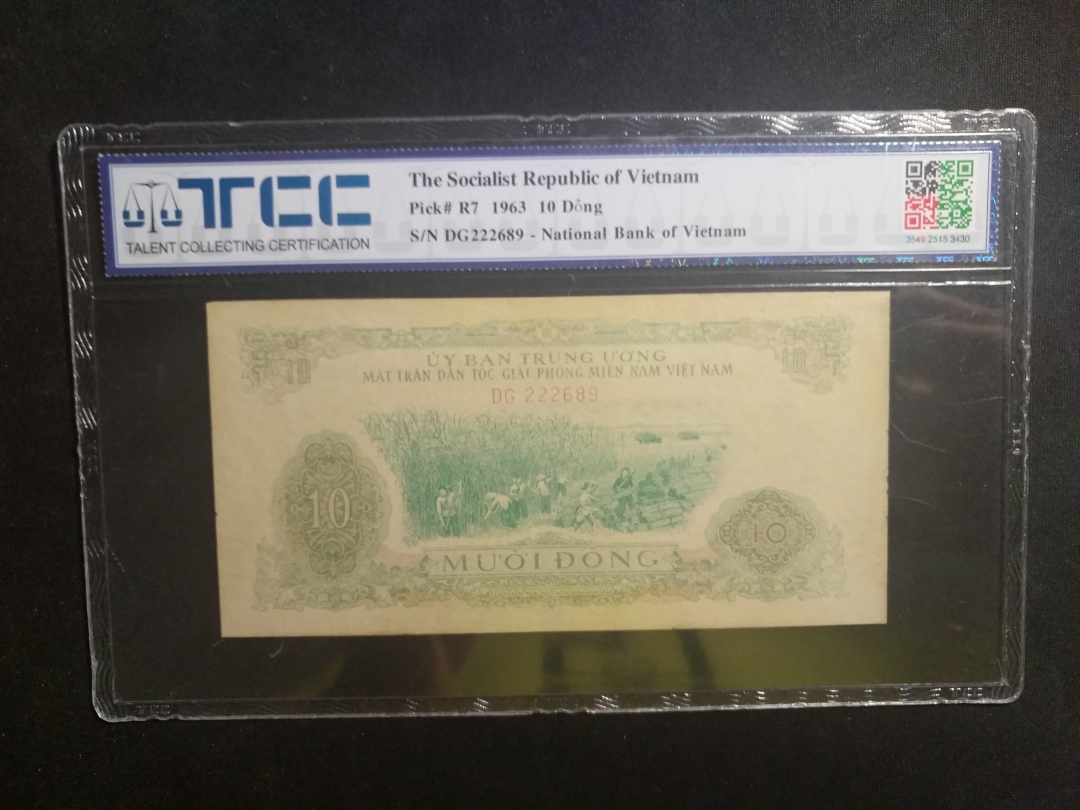 TCC
TALENT COLLECTING CERTIFICATION
The Socialist Republic of Vietnam
Pick# R7 1963 10 Dông
S/N DG222689 - National Bank of Vietnam
3549 2515 3430
10
10
ỦY BAN TRUNG ƯƠNG
MẶT TRẬN DÂN TỘC GIẢI PHÓNG MIỀN NAM VIỆT NAM
DG 222689
10
10
MƯỜI ĐỒNG